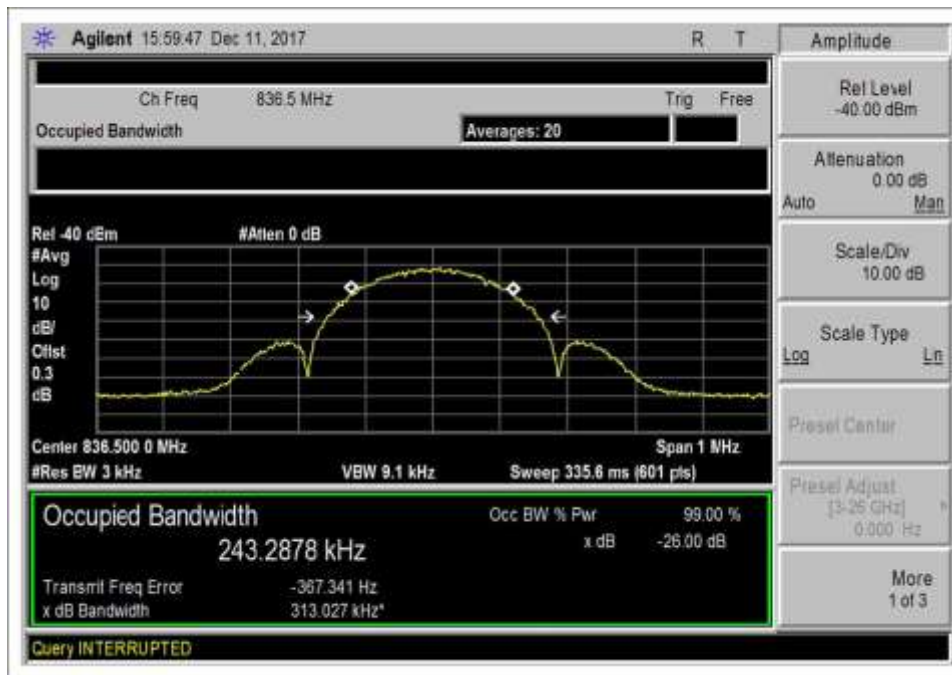 Agilent 15:59:47 Dec 11, 2017 R T
Amplitude
Ch Freq 836.5 MHz Trig Free
Occupied Bandwidth Averages: 20
Ref Level
-40.00 dBm
Attenuation
0.00 dB
Auto Man
Ref -40 dBm #Atten 0 dB
#Avg
Log
10
dB/
Offst
0.3
dB
Scale/Div
10.00 dB
Scale Type
Log Lin
Presel Center
Center 836.500 0 MHz Span 1 MHz
#Res BW 3 kHz VBW 9.1 kHz Sweep 335.6 ms (601 pts)
Presel Adjust
[3-26 GHz]
0.000 Hz
Occupied Bandwidth Occ BW % Pwr 99.00 %
243.2878 kHz x dB -26.00 dB
Transmit Freq Error -367.341 Hz
x dB Bandwidth 313.027 kHz*
More
1 of 3
Query INTERRUPTED